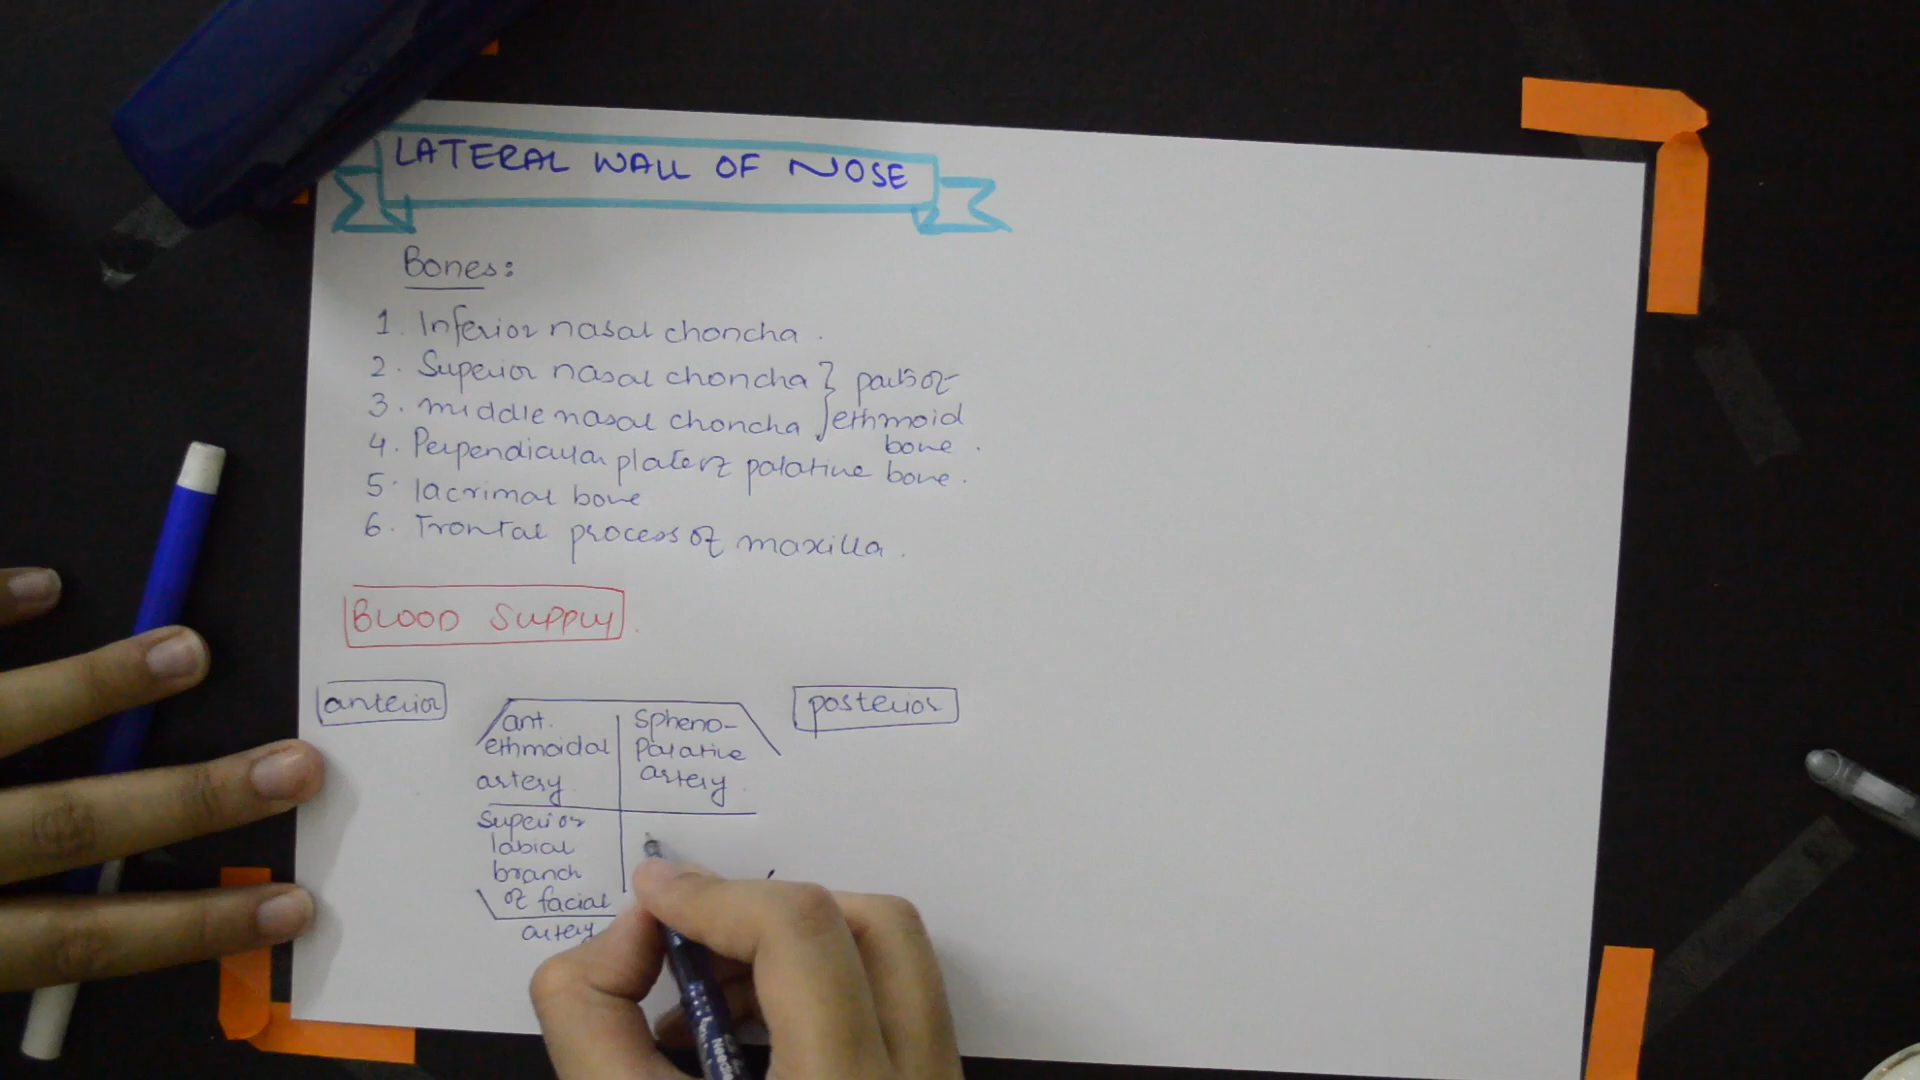 LATERAL WALL OF NOSE
Bones:
1. Inferior nasal choncha.
2. Superior nasal choncha } parts of
3. middle nasal choncha } ethmoid
bone.
4. Perpendicular plate of palatine bone.
5. lacrimal bone
6. Frontal process of maxilla.
BLOOD SUPPLY.
anterior
posterior
ant.
ethmoidal
artery
Spheno-
Palatine
artery.
Superior
labial
branch
of facial
artery